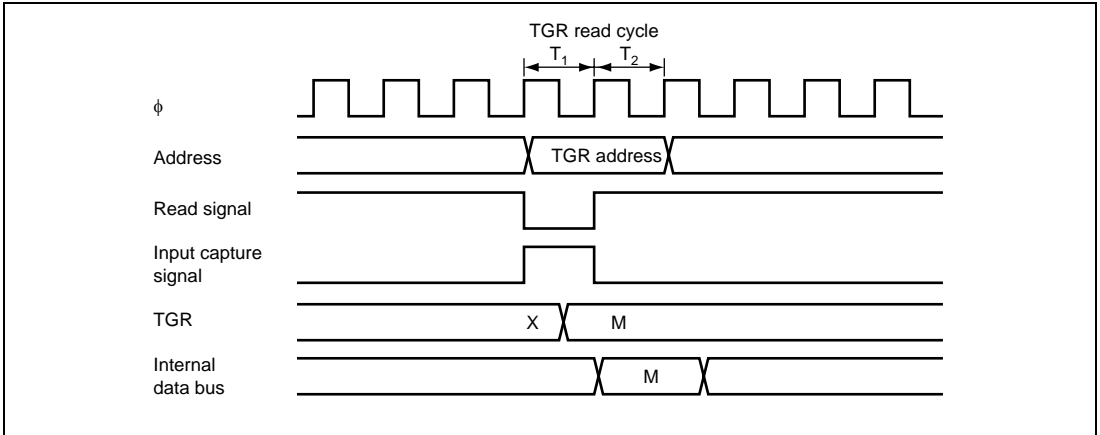 TGR read cycle
T1 T2
φ
Address
TGR address
Read signal
Input capture
signal
TGR
X M
Internal
data bus
M